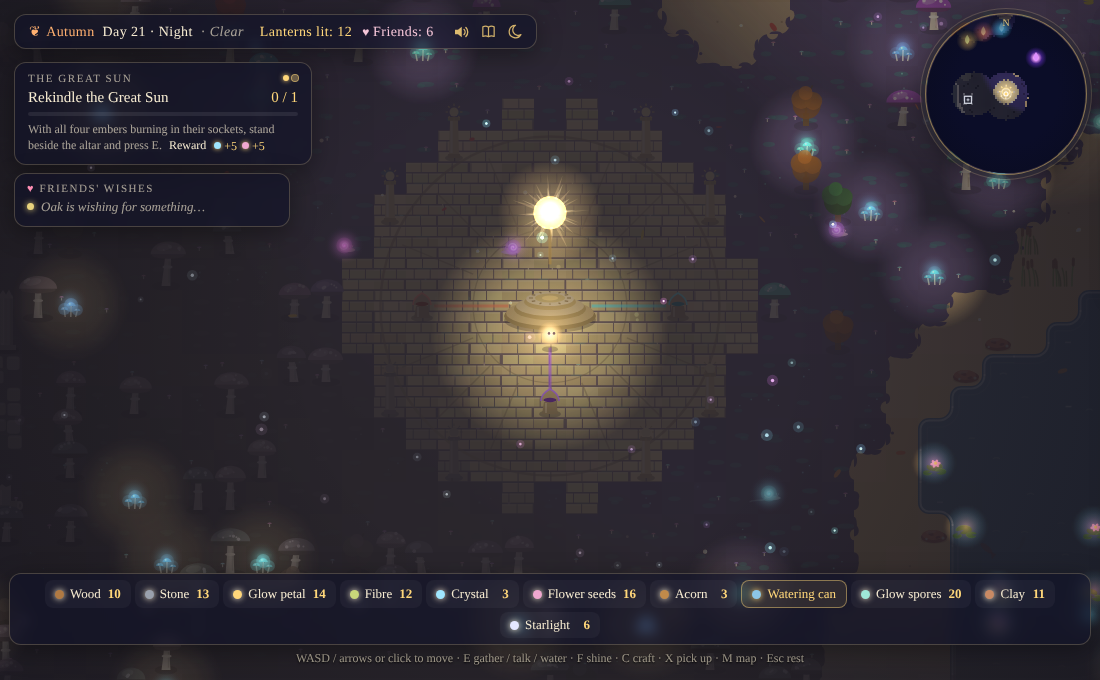 Autumn Day 21 · Night · Clear Lanterns lit: 12 ♥ Friends: 6
N
THE GREAT SUN
Rekindle the Great Sun 0 / 1
With all four embers burning in their sockets, stand
beside the altar and press E. Reward +5 +5
♥ FRIENDS' WISHES
Oak is wishing for something…
Wood 10 Stone 13 Glow petal 14 Fibre 12 Crystal 3 Flower seeds 16 Acorn 3 Watering can Glow spores 20 Clay 11
Starlight 6
WASD / arrows or click to move · E gather / talk / water · F shine · C craft · X pick up · M map · Esc rest